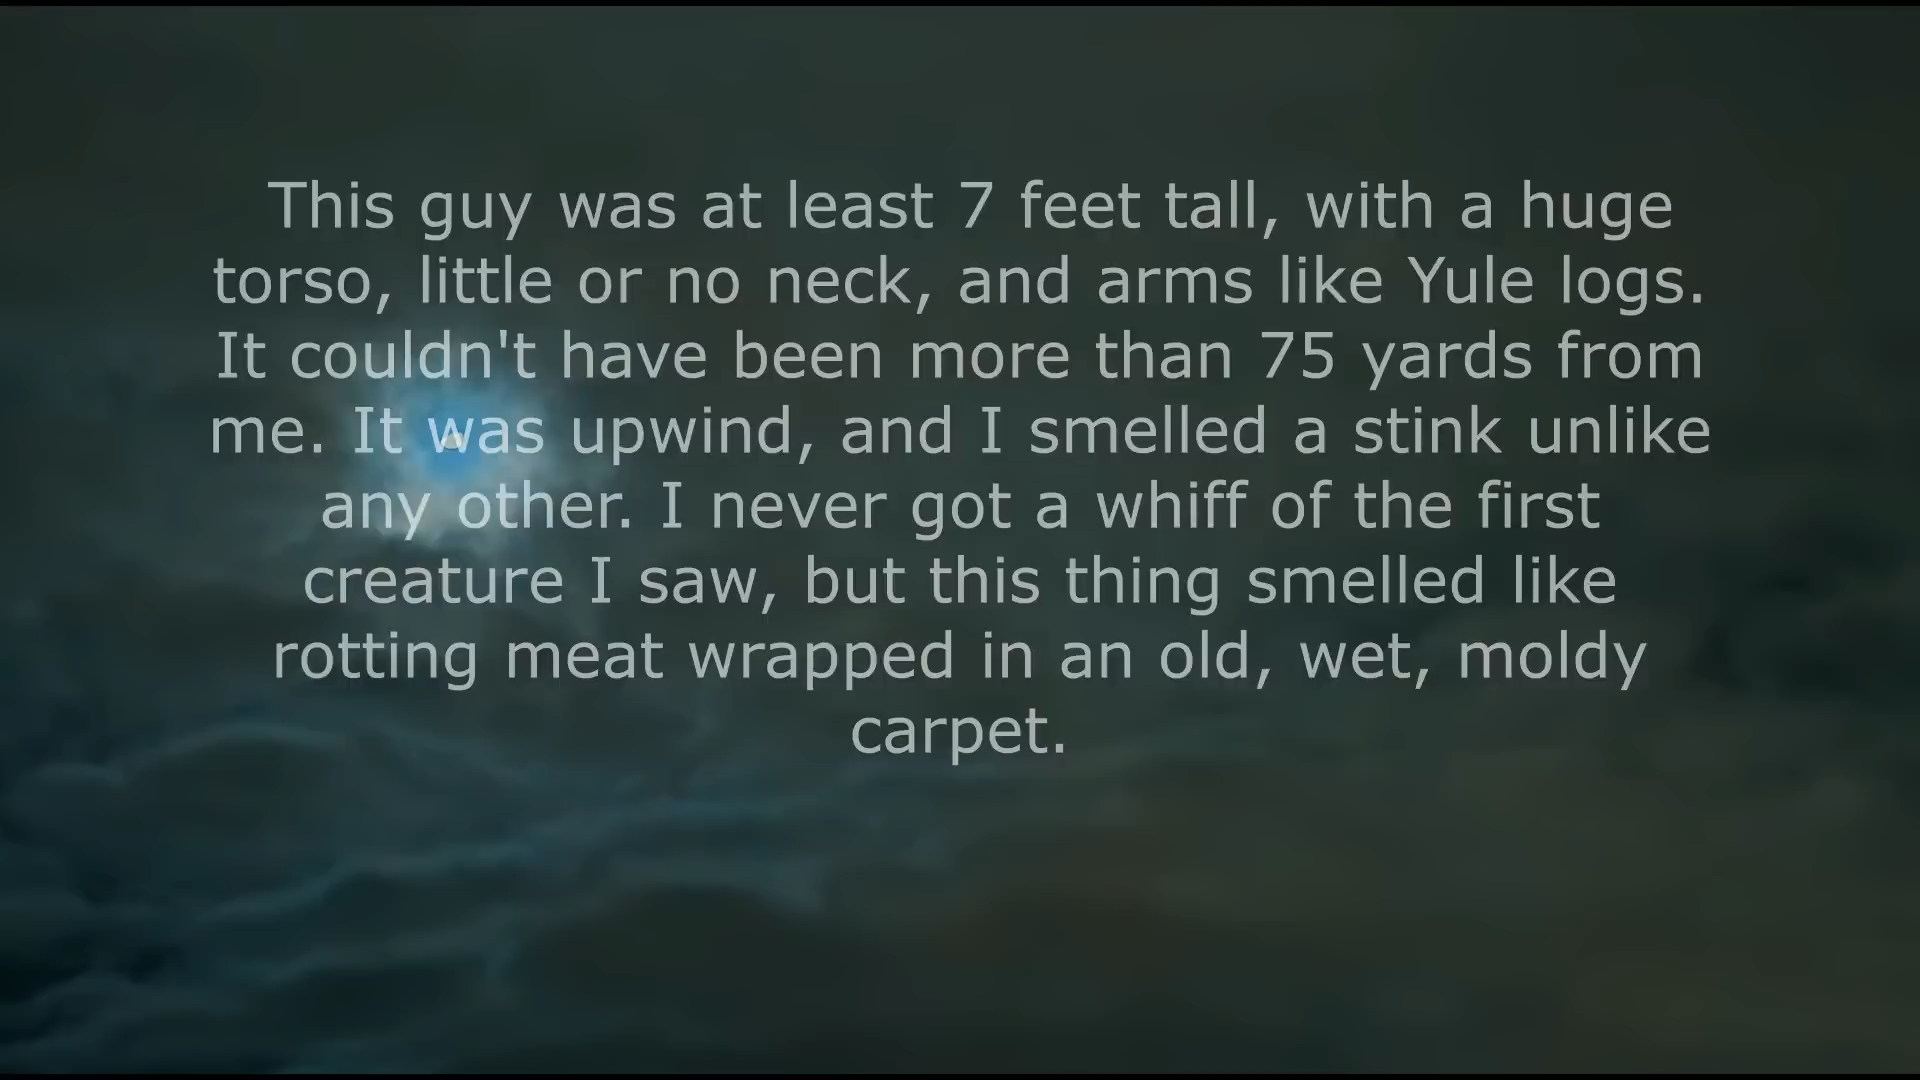 This guy was at least 7 feet tall, with a huge
torso, little or no neck, and arms like Yule logs.
It couldn't have been more than 75 yards from
me. It was upwind, and I smelled a stink unlike
any other. I never got a whiff of the first
creature I saw, but this thing smelled like
rotting meat wrapped in an old, wet, moldy
carpet.